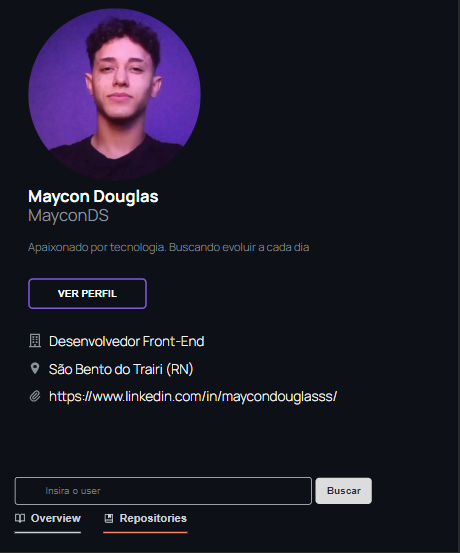 Maycon Douglas
MayconDS
Apaixonado por tecnologia. Buscando evoluir a cada dia
VER PERFIL
Desenvolvedor Front-End
São Bento do Trairi (RN)
https://www.linkedin.com/in/maycondouglasss/
Insira o user Buscar
Overview Repositories